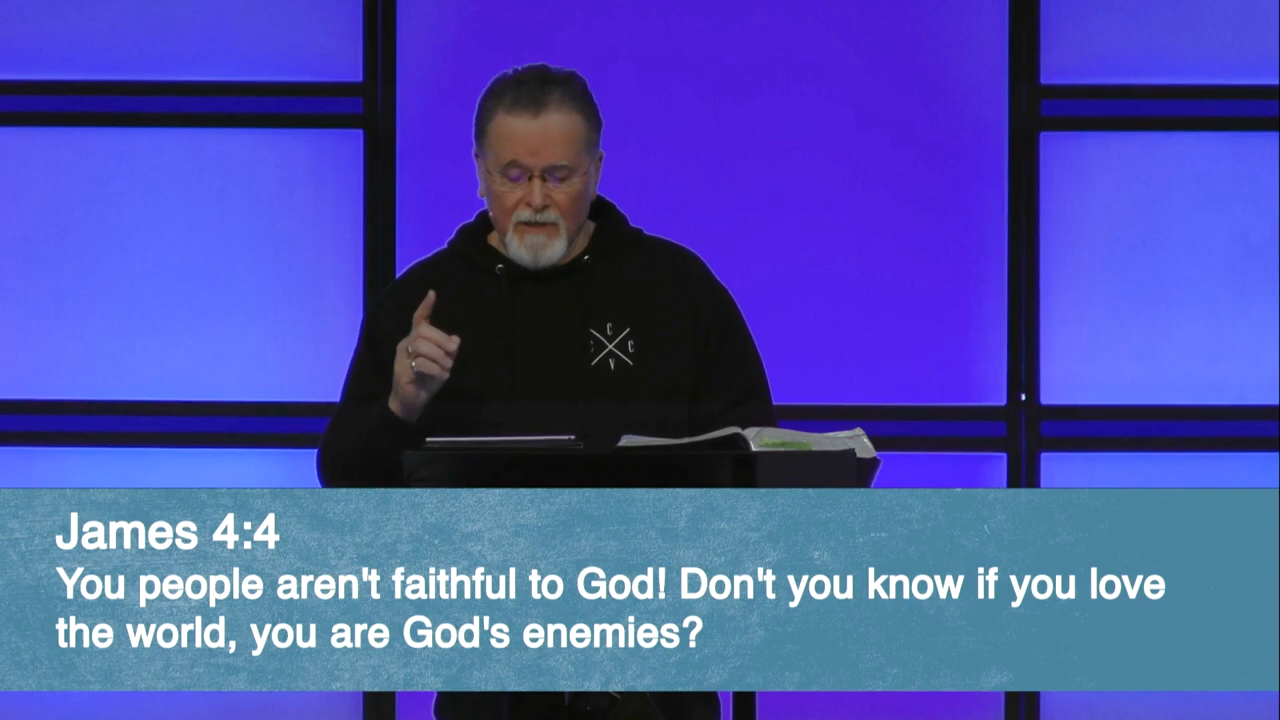 C
C C
V
James 4:4
You people aren't faithful to God! Don't you know if you love
the world, you are God's enemies?